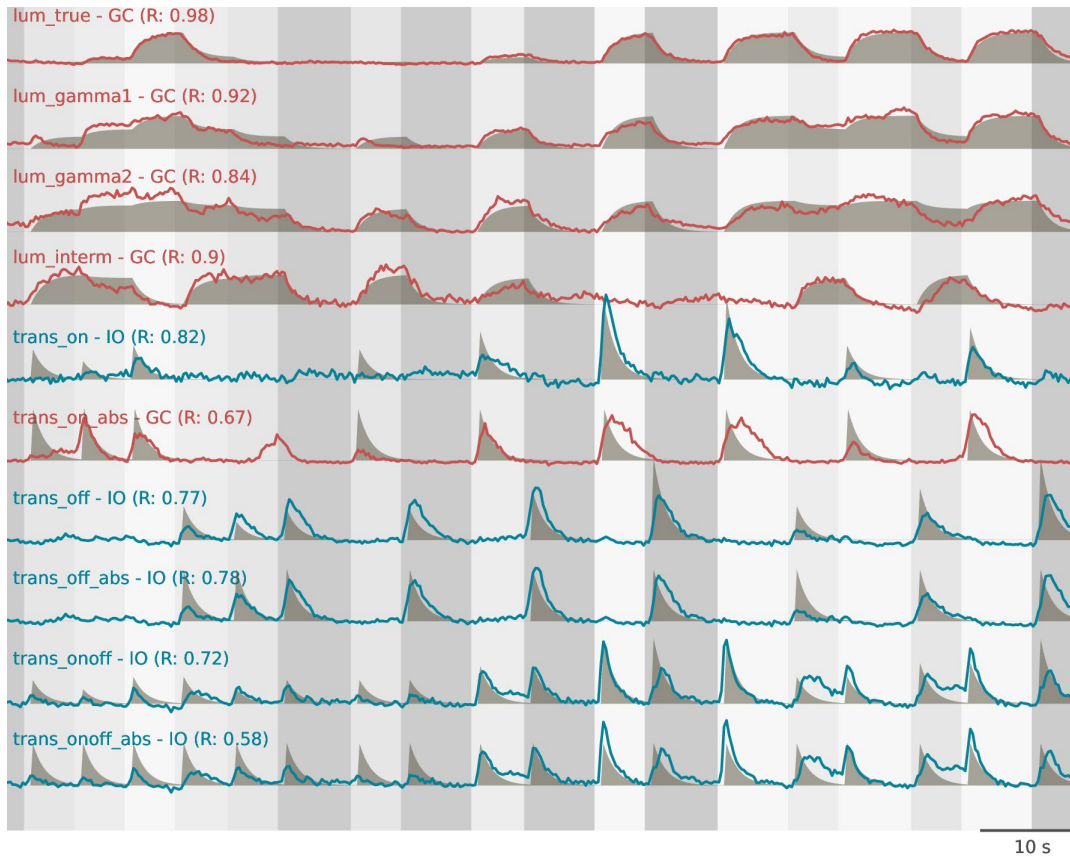 lum_true - GC (R: 0.98)
lum_gamma1 - GC (R: 0.92)
lum_gamma2 - GC (R: 0.84)
lum_interm - GC (R: 0.9)
trans_on - IO (R: 0.82)
trans_on_abs - GC (R: 0.67)
trans_off - IO (R: 0.77)
trans_off_abs - IO (R: 0.78)
trans_onoff - IO (R: 0.72)
trans_onoff_abs - IO (R: 0.58)
10 s